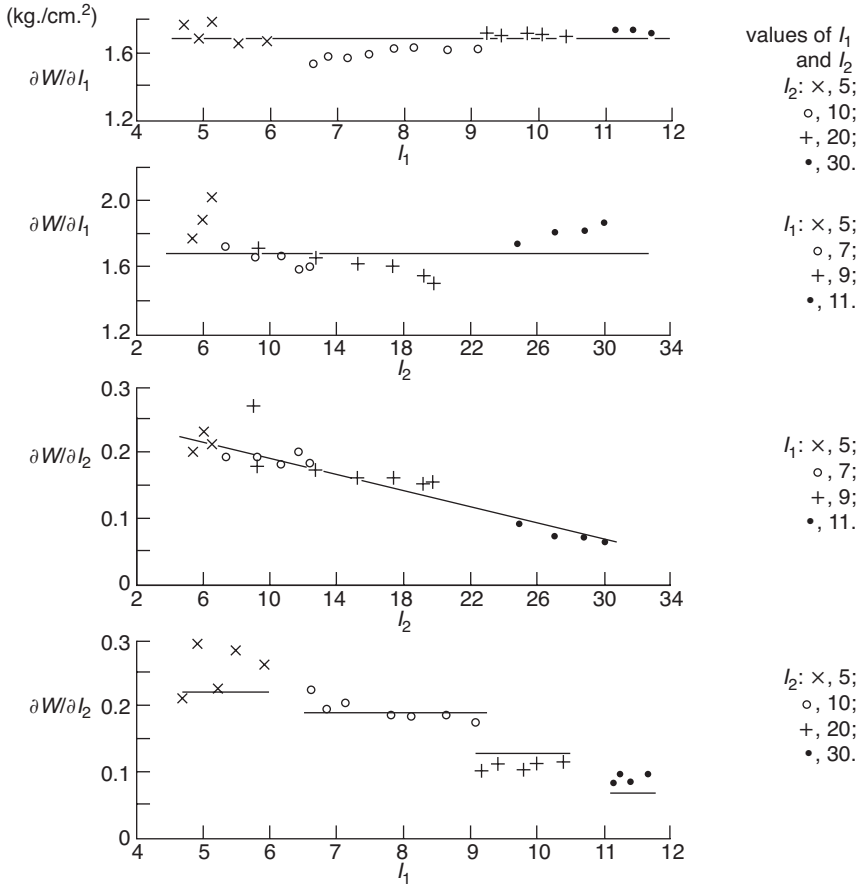 (kg./cm.²)
1.6
∂W/∂I₁
1.2
4 5 6 7 8 9 10 11 12
I₁
values of I₁
and I₂
I₂: ×, 5;
○, 10;
+, 20;
•, 30.
2.0
∂W/∂I₁
1.6
1.2
2 6 10 14 18 22 26 30 34
I₂
I₁: ×, 5;
○, 7;
+, 9;
•, 11.
0.3
∂W/∂I₂
0.2
0.1
0
2 6 10 14 18 22 26 30 34
I₂
I₁: ×, 5;
○, 7;
+, 9;
•, 11.
0.3
∂W/∂I₂
0.2
0.1
0
4 5 6 7 8 9 10 11 12
I₁
I₂: ×, 5;
○, 10;
+, 20;
•, 30.